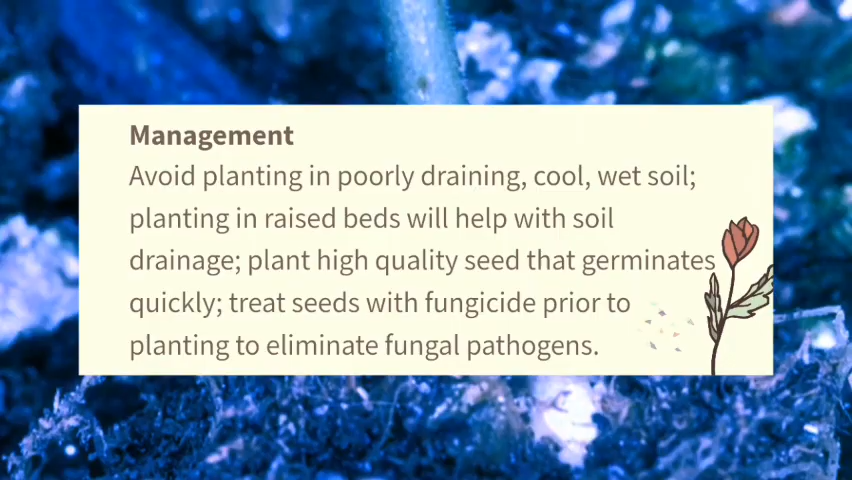 Management
Avoid planting in poorly draining, cool, wet soil;
planting in raised beds will help with soil
drainage; plant high quality seed that germinates
quickly; treat seeds with fungicide prior to
planting to eliminate fungal pathogens.